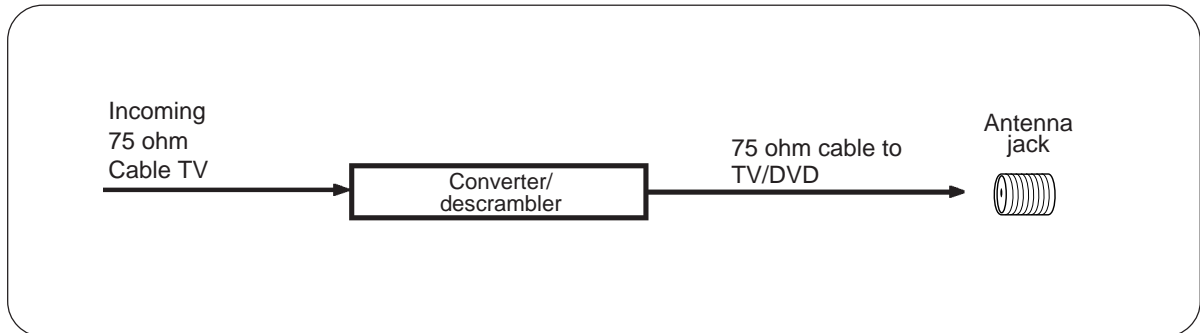 Incoming
75 ohm
Cable TV
Converter/
descrambler
75 ohm cable to
TV/DVD
Antenna
jack